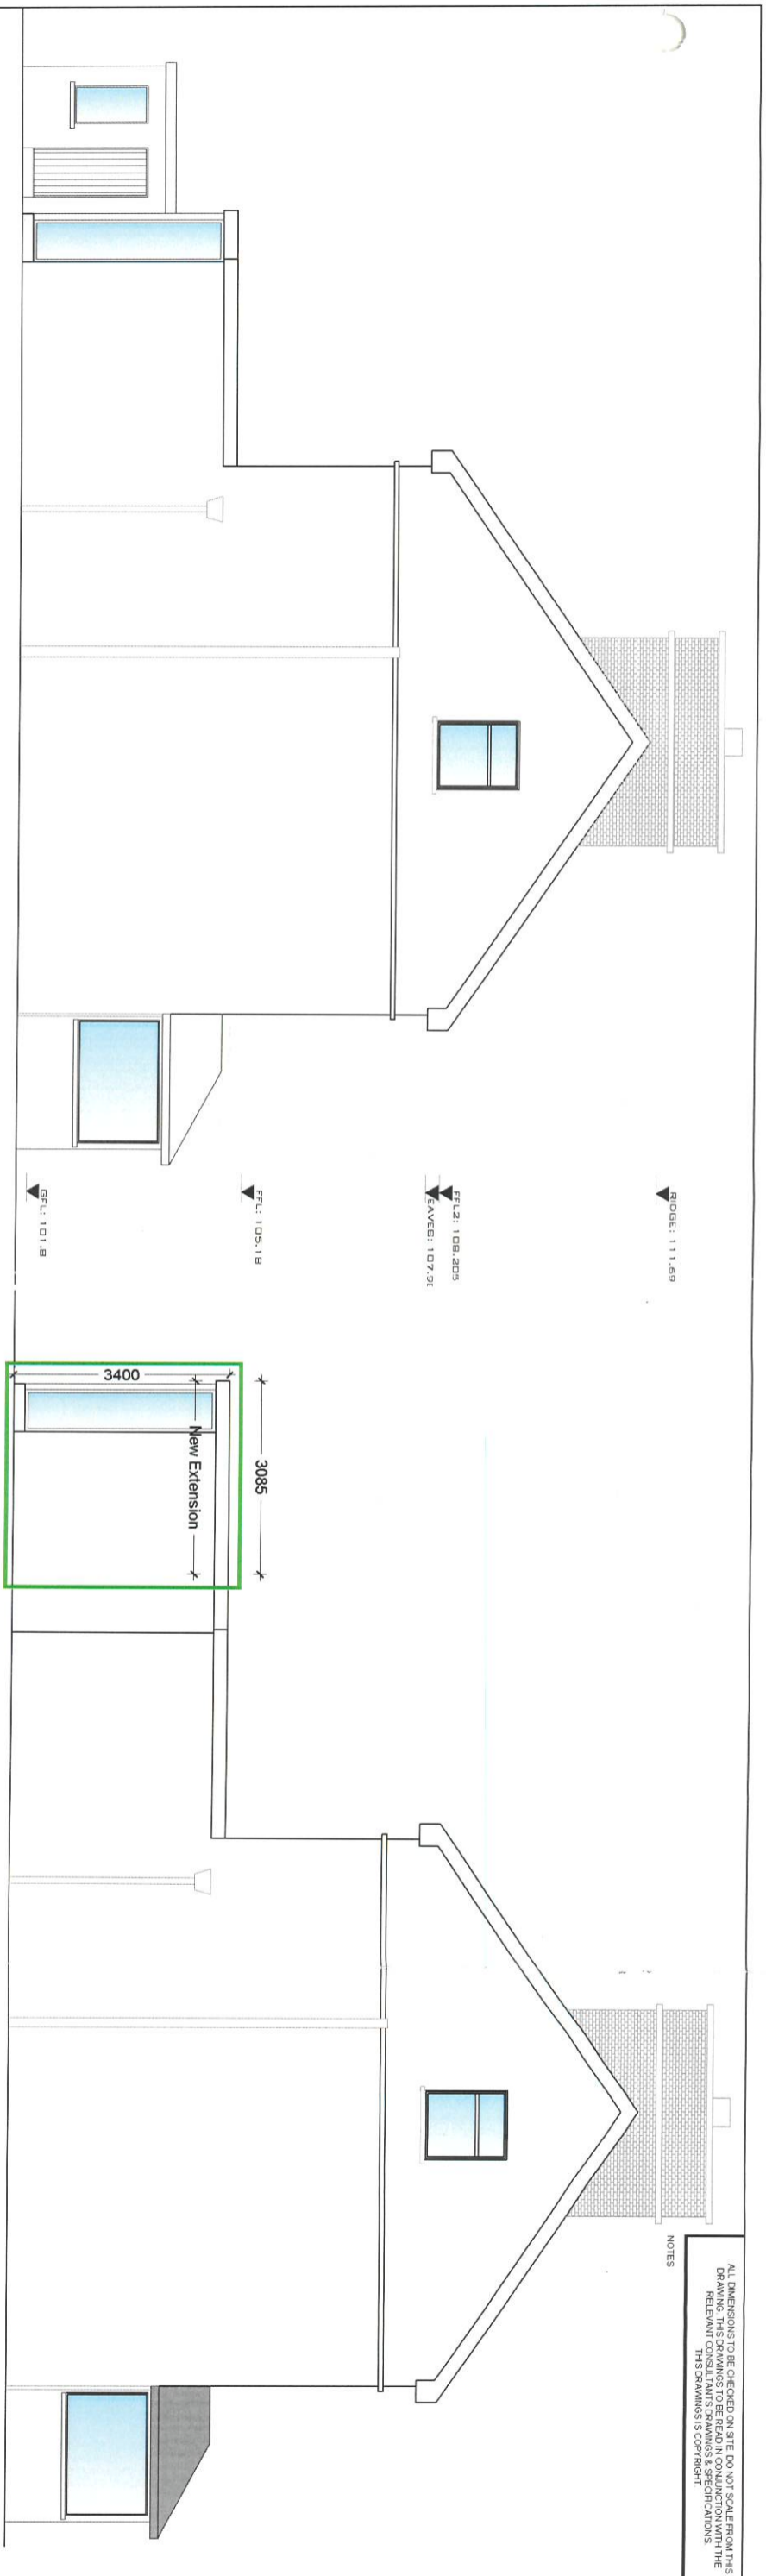 ALL DIMENSIONS TO BE CHECKED ON SITE. DO NOT SCALE FROM THIS
DRAWING. THIS DRAWINGS TO BE READ IN CONJUNCTION WITH THE
RELEVANT CONSULTANTS DRAWINGS & SPECIFICATIONS.
THIS DRAWINGS IS COPYRIGHT.
NOTES
RIDGE: 111.69
FFL2: 108.205
EAVES: 107.98
FFL: 105.18
GFL: 101.8
3085
3400
New Extension